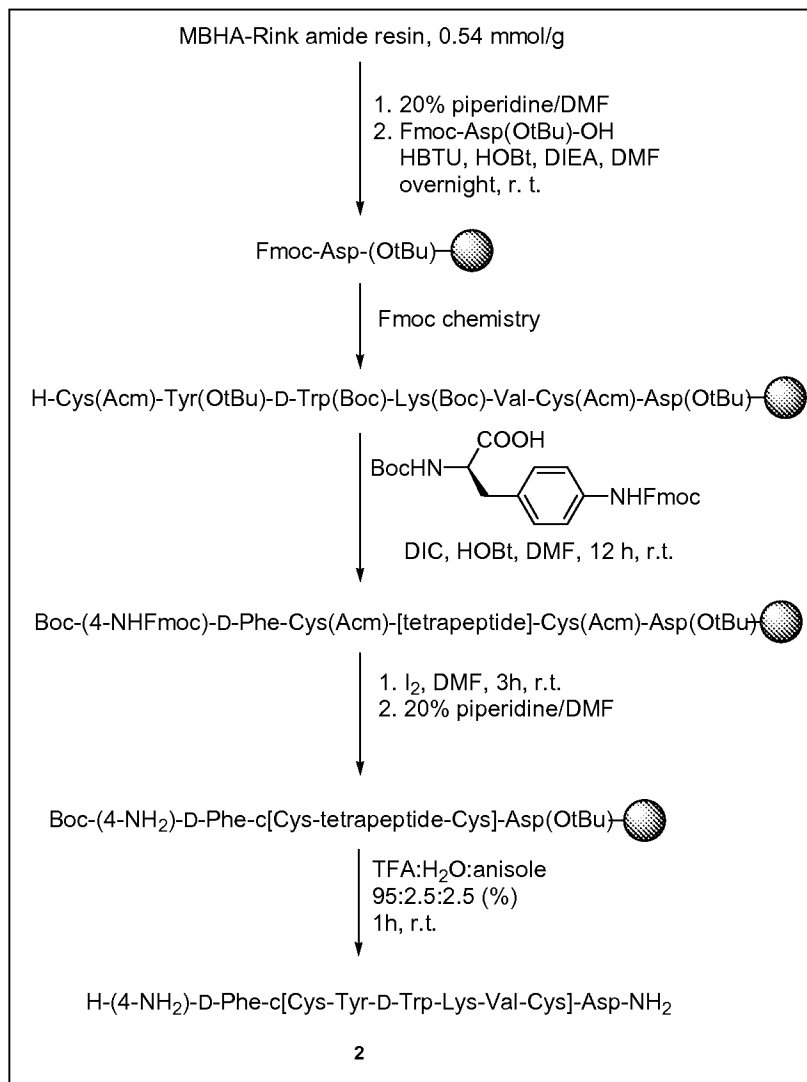 MBHA-Rink amide resin, 0.54 mmol/g
1. 20% piperidine/DMF
2. Fmoc-Asp(OtBu)-OH
HBTU, HOBt, DIEA, DMF
overnight, r. t.
Fmoc-Asp-(OtBu)
Fmoc chemistry
H-Cys(Acm)-Tyr(OtBu)-D-Trp(Boc)-Lys(Boc)-Val-Cys(Acm)-Asp(OtBu)
COOH
BocHN
NHFmoc
DIC, HOBt, DMF, 12 h, r.t.
Boc-(4-NHFmoc)-D-Phe-Cys(Acm)-[tetrapeptide]-Cys(Acm)-Asp(OtBu)
1. I₂, DMF, 3h, r.t.
2. 20% piperidine/DMF
Boc-(4-NH₂)-D-Phe-c[Cys-tetrapeptide-Cys]-Asp(OtBu)
TFA:H₂O:anisole
95:2.5:2.5 (%)
1h, r.t.
H-(4-NH₂)-D-Phe-c[Cys-Tyr-D-Trp-Lys-Val-Cys]-Asp-NH₂
2